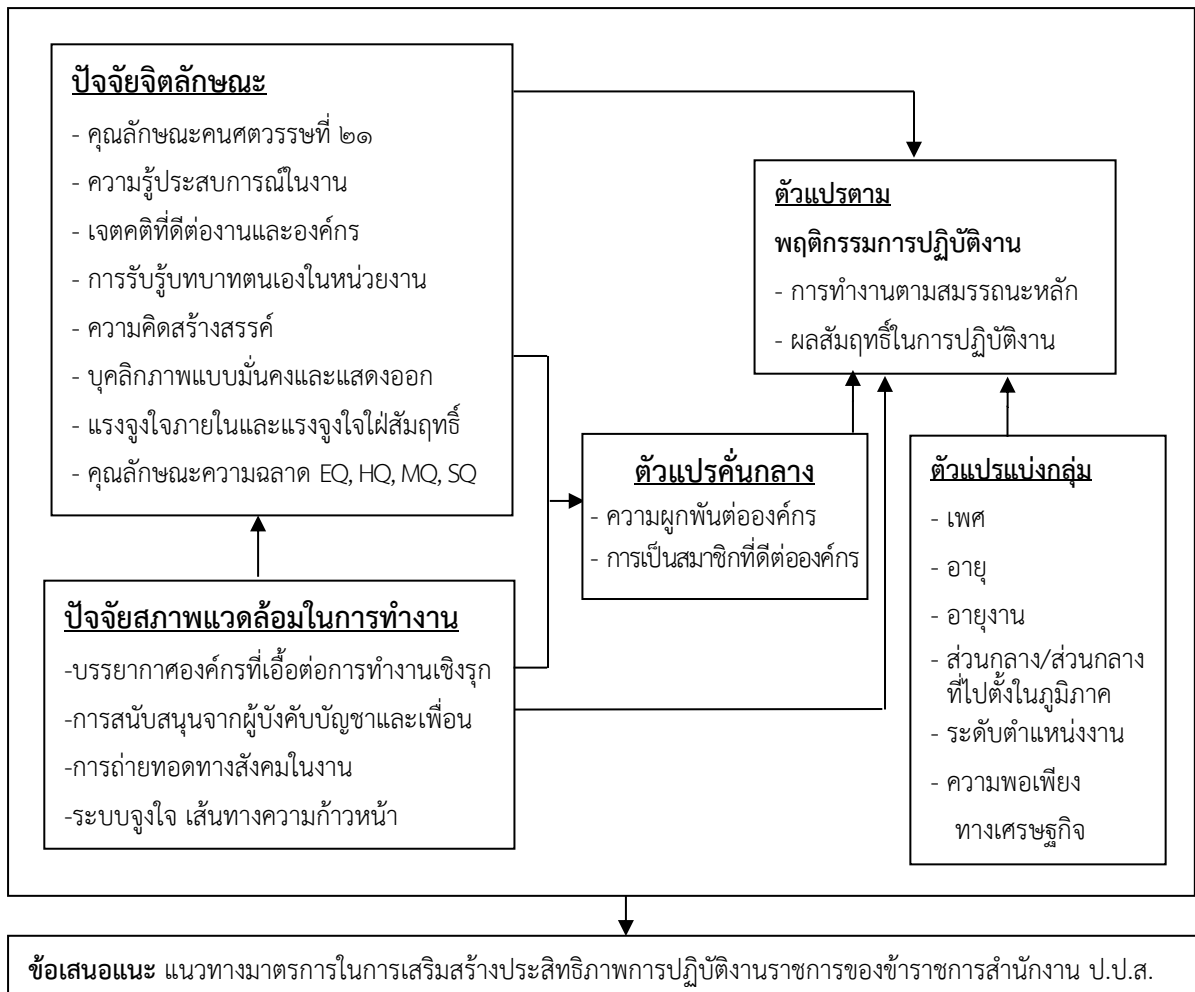 ปัจจัยจิตลักษณะ
- คุณลักษณะคนศตวรรษที่ ๒๑
- ความรู้ประสบการณ์ในงาน
- เจตคติที่ดีต่องานและองค์กร
- การรับรู้บทบาทตนเองในหน่วยงาน
- ความคิดสร้างสรรค์
- บุคลิกภาพแบบมั่นคงและแสดงออก
- แรงจูงใจภายในและแรงจูงใจใฝ่สัมฤทธิ์
- คุณลักษณะความฉลาด EQ, HQ, MQ, SQ
ปัจจัยสภาพแวดล้อมในการทำงาน
-บรรยากาศองค์กรที่เอื้อต่อการทำงานเชิงรุก
-การสนับสนุนจากผู้บังคับบัญชาและเพื่อน
-การถ่ายทอดทางสังคมในงาน
-ระบบจูงใจ เส้นทางความก้าวหน้า
ตัวแปรคั่นกลาง
- ความผูกพันต่อองค์กร
- การเป็นสมาชิกที่ดีต่อองค์กร
ตัวแปรตาม
พฤติกรรมการปฏิบัติงาน
- การทำงานตามสมรรถนะหลัก
- ผลสัมฤทธิ์ในการปฏิบัติงาน
ตัวแปรแบ่งกลุ่ม
- เพศ
- อายุ
- อายุงาน
- ส่วนกลาง/ส่วนกลาง
ที่ไปตั้งในภูมิภาค
- ระดับตำแหน่งงาน
- ความพอเพียง
ทางเศรษฐกิจ
ข้อเสนอแนะ แนวทางมาตรการในการเสริมสร้างประสิทธิภาพการปฏิบัติงานราชการของข้าราชการสำนักงาน ป.ป.ส.